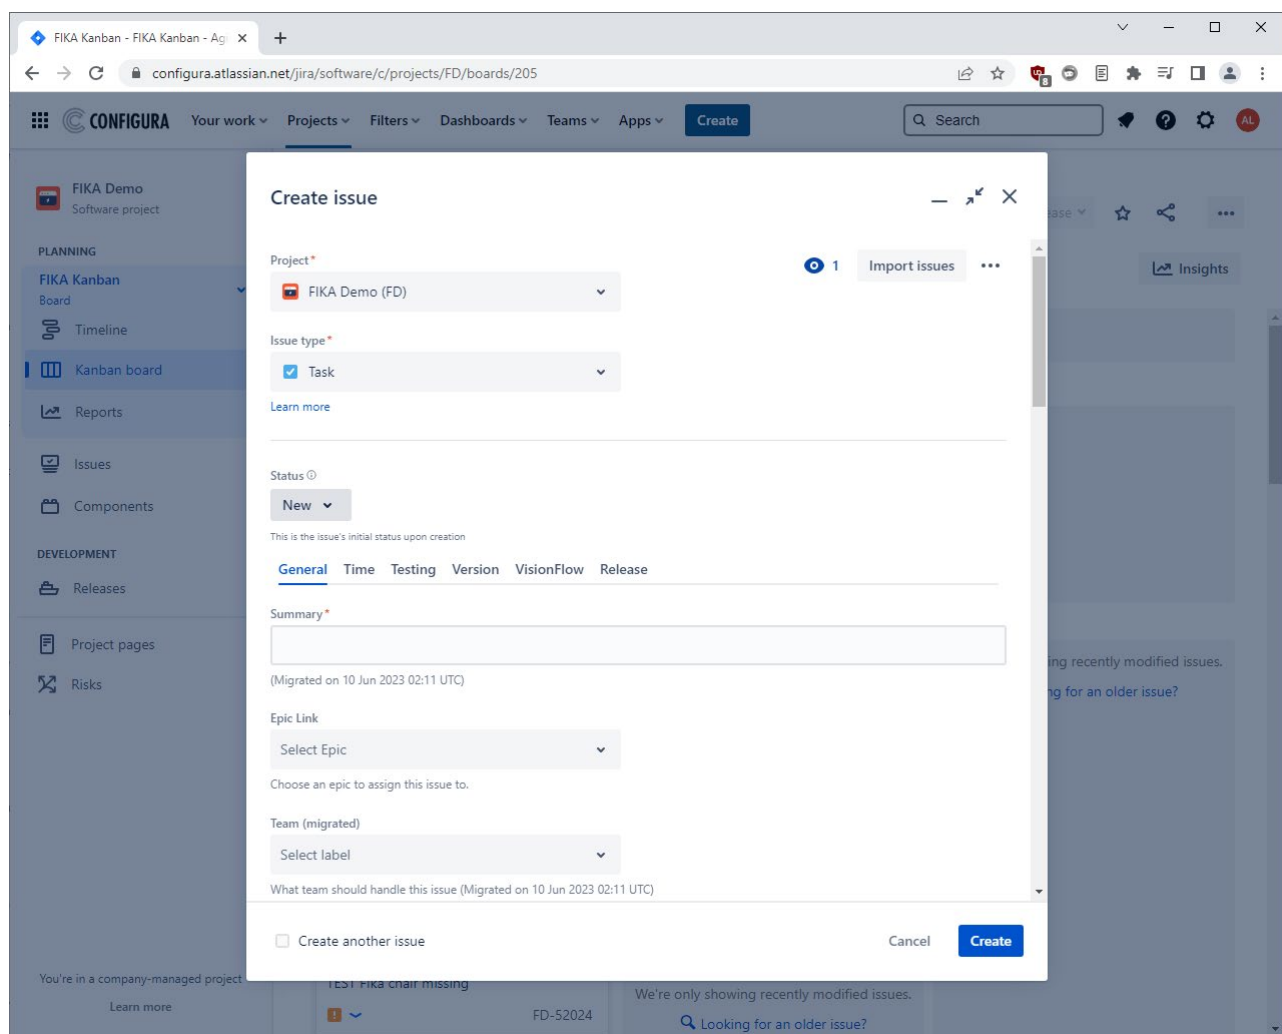 FIKA Kanban - FIKA Kanban - Ag
configura.atlassian.net/jira/software/c/projects/FD/boards/205
8
CONFIGURA Your work Projects Filters Dashboards Teams Apps Create Search AL
FIKA Demo
Software project
PLANNING
FIKA Kanban
Board
Timeline
Kanban board
Reports
Issues
Components
DEVELOPMENT
Releases
Project pages
Risks
You're in a company-managed project
Learn more
Create issue
Project*
1 Import issues
FIKA Demo (FD)
Issue type*
Task
Learn more
Status
New
This is the issue's initial status upon creation
General Time Testing Version VisionFlow Release
Summary*
(Migrated on 10 Jun 2023 02:11 UTC)
Epic Link
Select Epic
Choose an epic to assign this issue to.
Team (migrated)
Select label
What team should handle this issue (Migrated on 10 Jun 2023 02:11 UTC)
Create another issue
Cancel Create
ease
Insights
ing recently modified issues.
ng for an older issue?
TEST Fika chair missing
FD-52024
We're only showing recently modified issues.
Looking for an older issue?